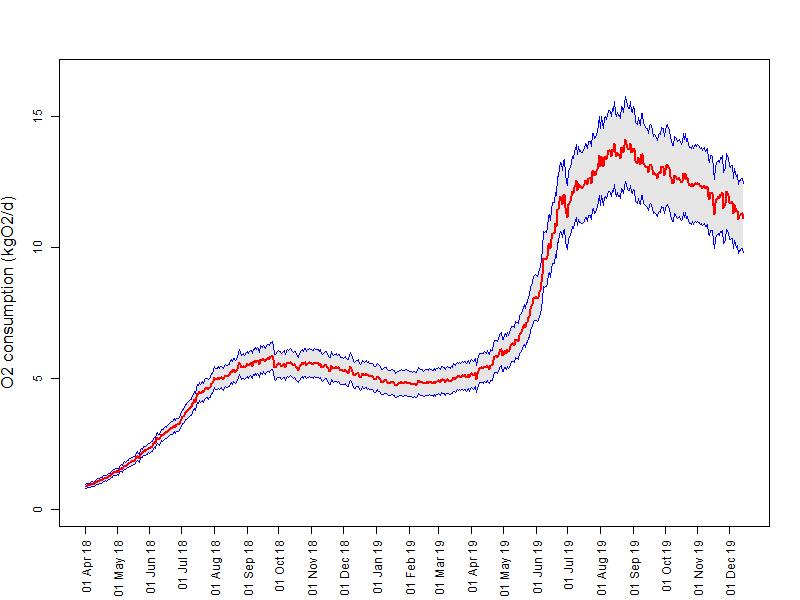 O2 consumption (kgO2/d)
15
10
5
0
01 Apr 18
01 May 18
01 Jun 18
01 Jul 18
01 Aug 18
01 Sep 18
01 Oct 18
01 Nov 18
01 Dec 18
01 Jan 19
01 Feb 19
01 Mar 19
01 Apr 19
01 May 19
01 Jun 19
01 Jul 19
01 Aug 19
01 Sep 19
01 Oct 19
01 Nov 19
01 Dec 19